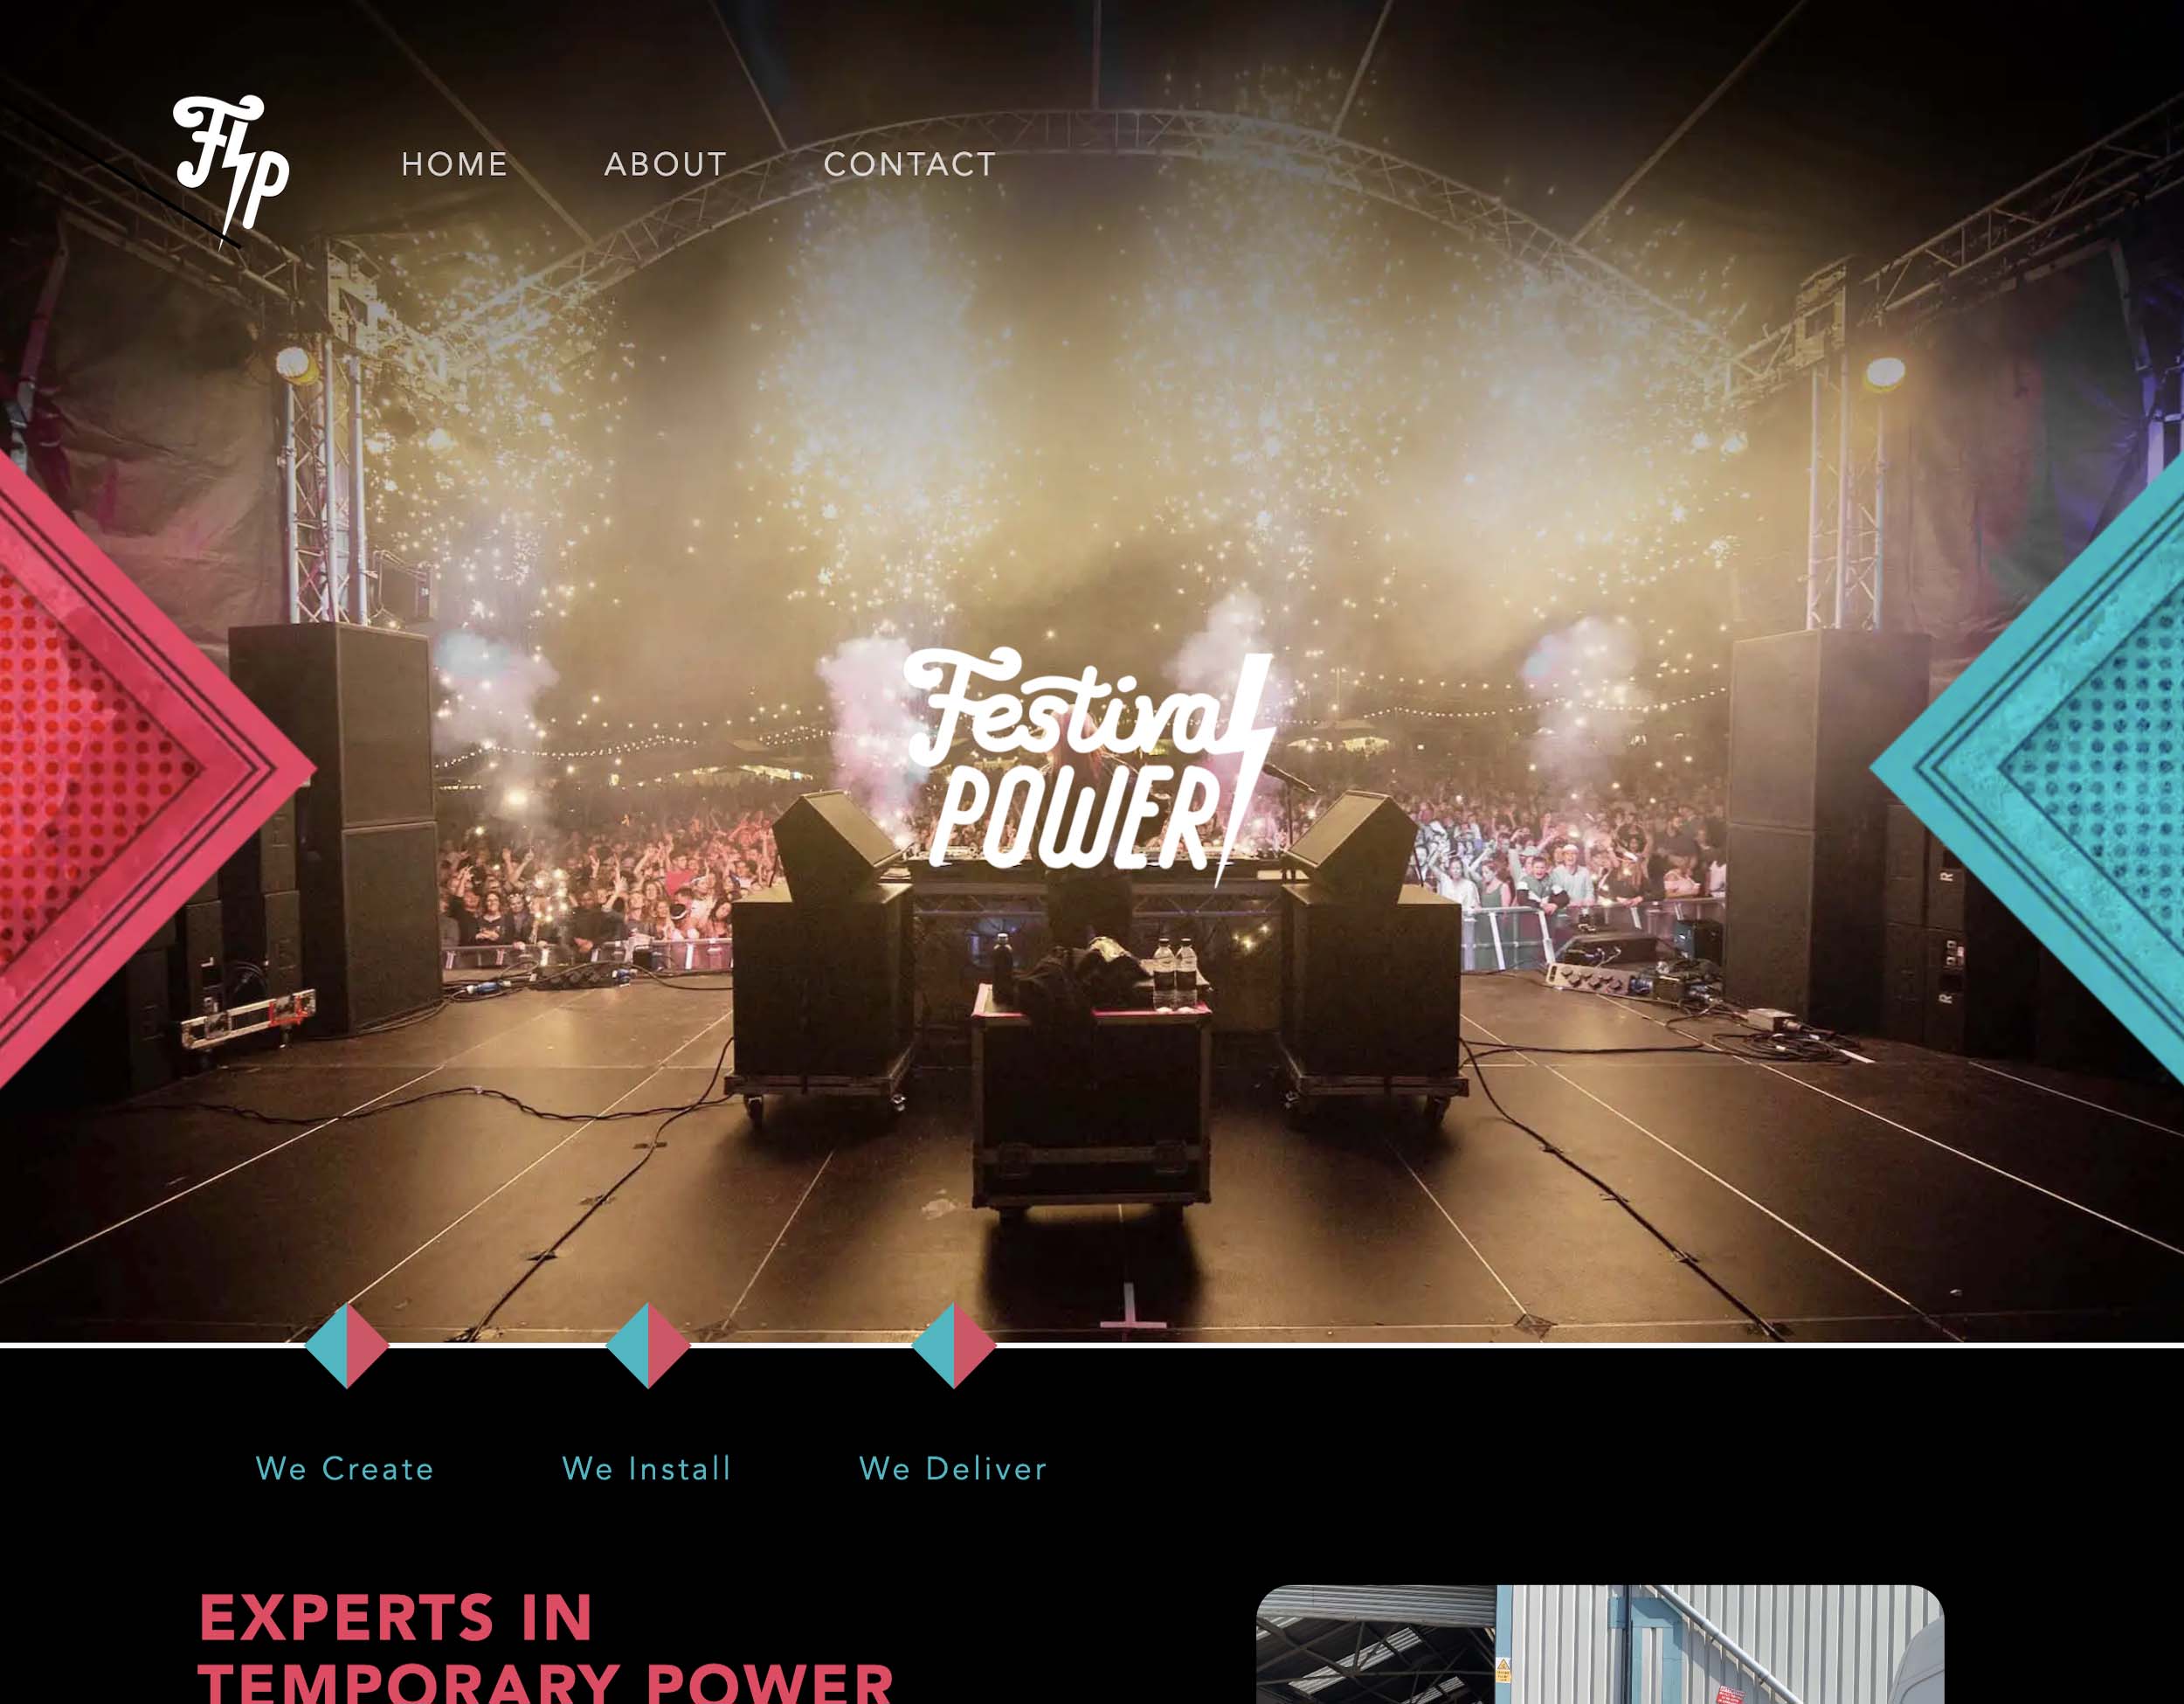 FP
HOME ABOUT CONTACT
Festival
POWER
We Create We Install We Deliver
EXPERTS IN
TEMPORARY POWER